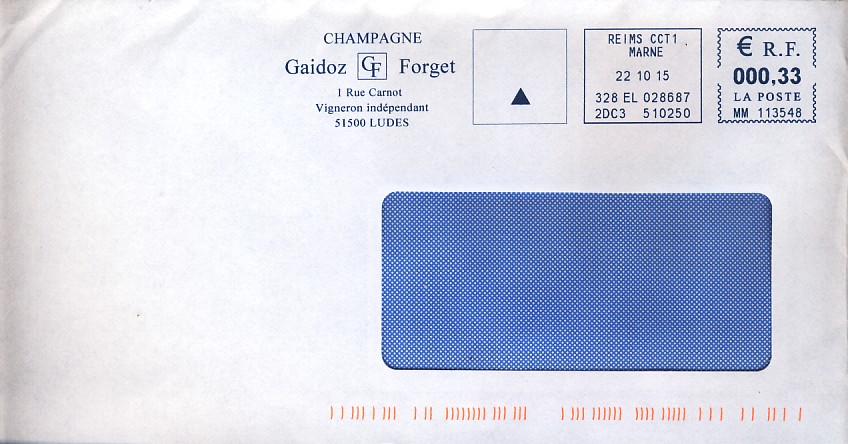 CHAMPAGNE
Gaidoz GF Forget
1 Rue Carnot
Vigneron indépendant
51500 LUDES
REIMS CCT1
MARNE
22 10 15
328 EL 028687
2DC3 510250
€ R.F.
000,33
LA POSTE
MM 113548